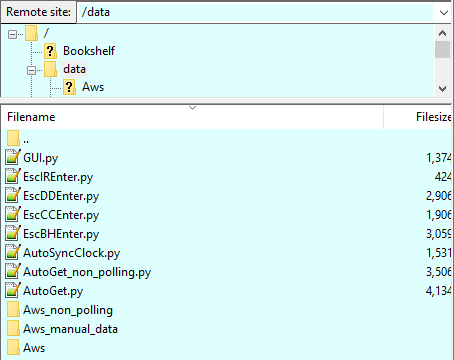 Remote site: /data
/
? Bookshelf
data
? Aws
Filename Filesize
..
GUI.py 1,374
EscIREnter.py 424
EscDDEnter.py 2,906
EscCCEnter.py 1,906
EscBHEnter.py 3,059
AutoSyncClock.py 1,531
AutoGet_non_polling.py 3,506
AutoGet.py 4,134
Aws_non_polling
Aws_manual_data
Aws